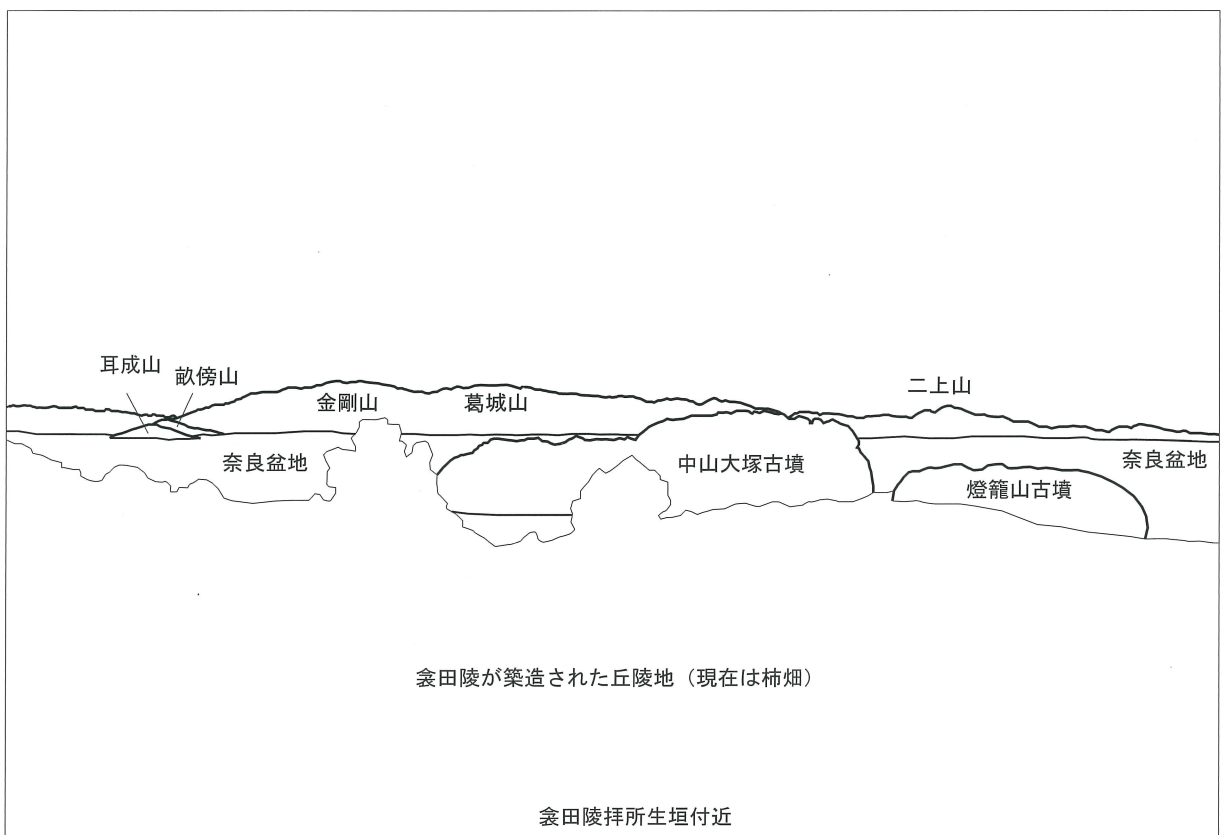 耳成山
畝傍山
二上山
金剛山
葛城山
奈良盆地
中山大塚古墳
奈良盆地
燈籠山古墳
衾田陵が築造された丘陵地（現在は柿畑）
衾田陵拝所生垣付近